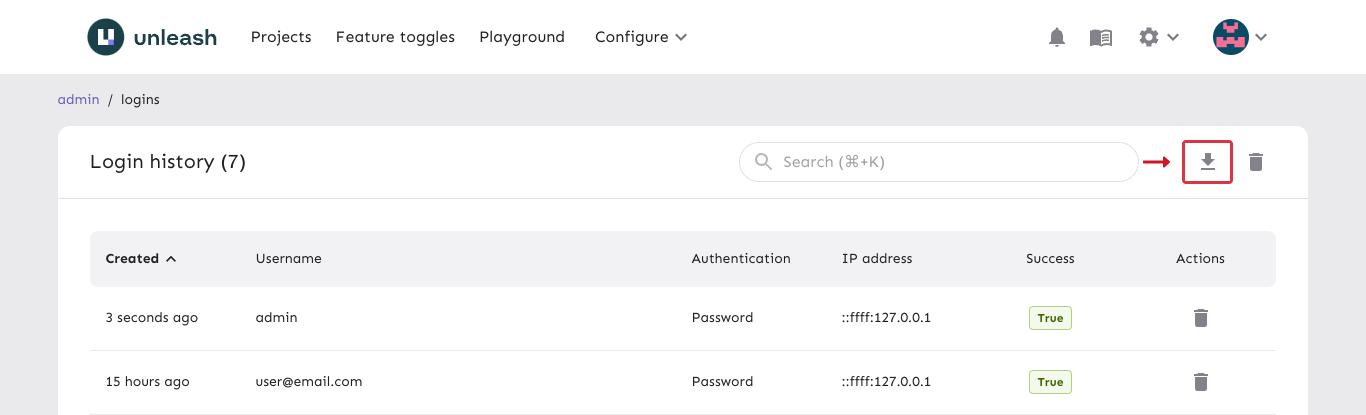 unleash Projects Feature toggles Playground Configure
admin / logins
Login history (7) Search (⌘+K)
Created Username Authentication IP address Success Actions
3 seconds ago admin Password ::ffff:127.0.0.1 True
15 hours ago user@email.com Password ::ffff:127.0.0.1 True